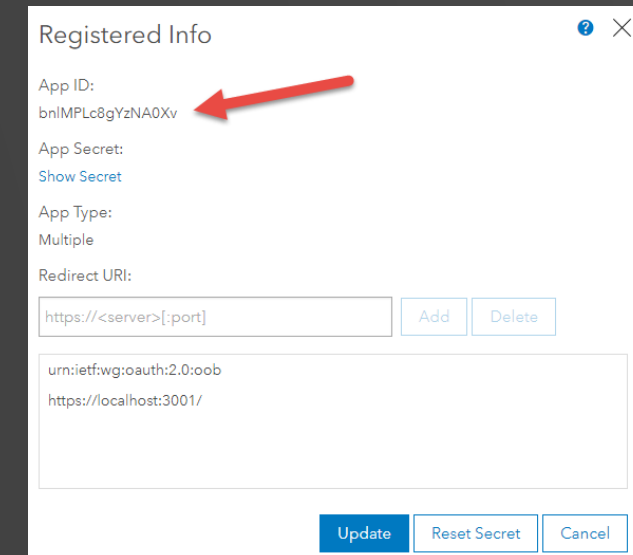 Registered Info
?
App ID:
bnlMPLc8gYzNA0Xv
App Secret:
Show Secret
App Type:
Multiple
Redirect URI:
https://<server>[:port]
Add
Delete
urn:ietf:wg:oauth:2.0:oob
https://localhost:3001/
Update
Reset Secret
Cancel